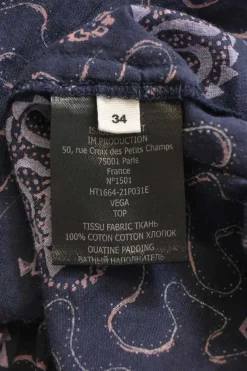 34
IM PRODUCTION
50, rue Croix des Petits Champs
75001 Paris
France
N°1501
HT1664-21P031E
VEGA
TOP
TISSU FABRIC ТКАНЬ
100% COTON COTTON ХЛОПОК
OUATINE PADDING
ВАТНЫЙ НАПОЛНИТЕЛЬ